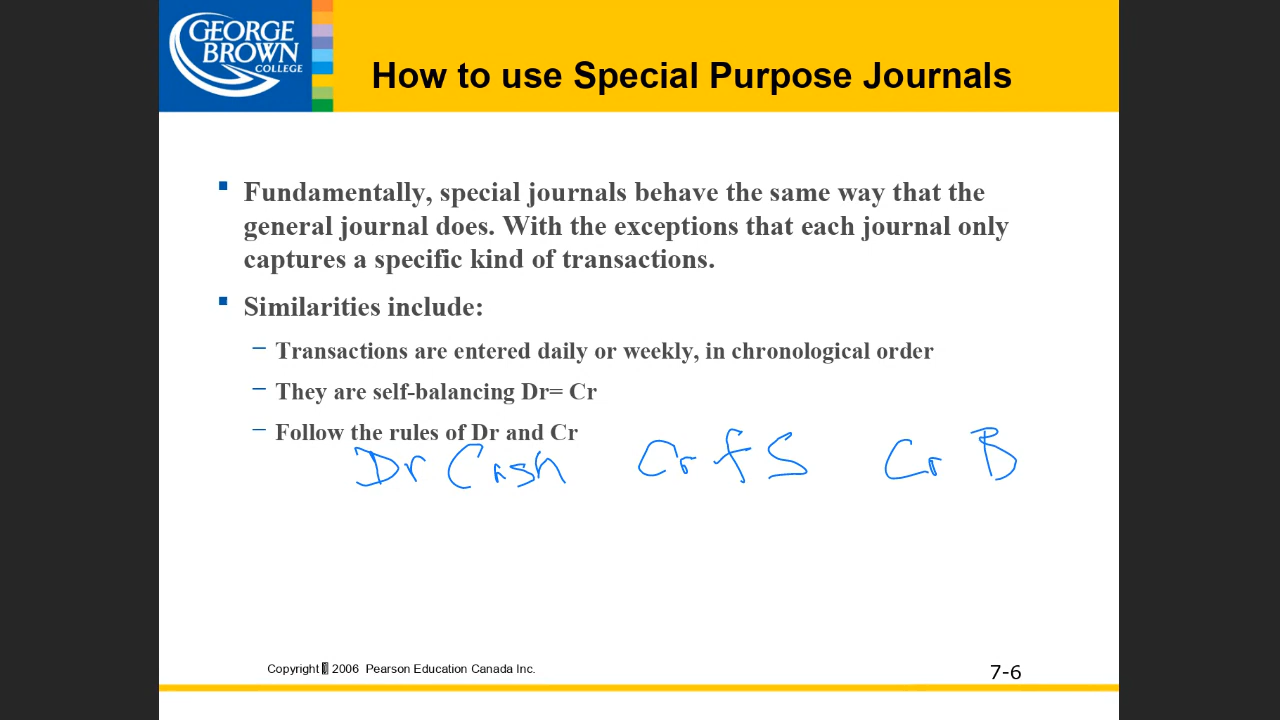 GEORGE
BROWN
COLLEGE
How to use Special Purpose Journals
Fundamentally, special journals behave the same way that the
general journal does. With the exceptions that each journal only
captures a specific kind of transactions.
Similarities include:
– Transactions are entered daily or weekly, in chronological order
– They are self-balancing Dr= Cr
– Follow the rules of Dr and Cr
Dr Cash Cr f S Cr B
Copyright 2006 Pearson Education Canada Inc.
7-6